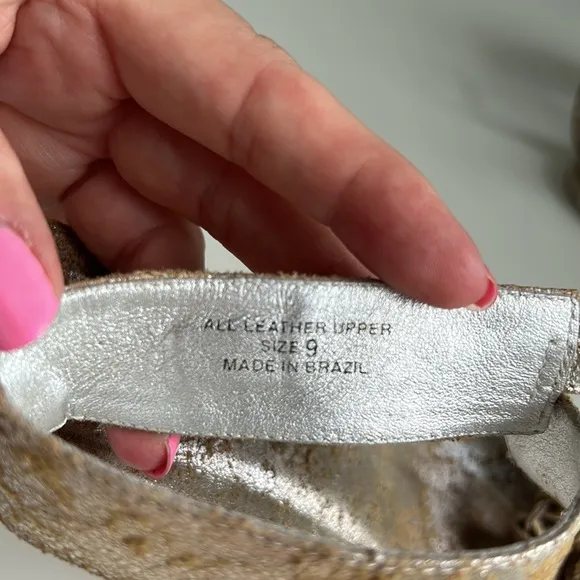 ALL LEATHER UPPER
SIZE 9
MADE IN BRAZIL